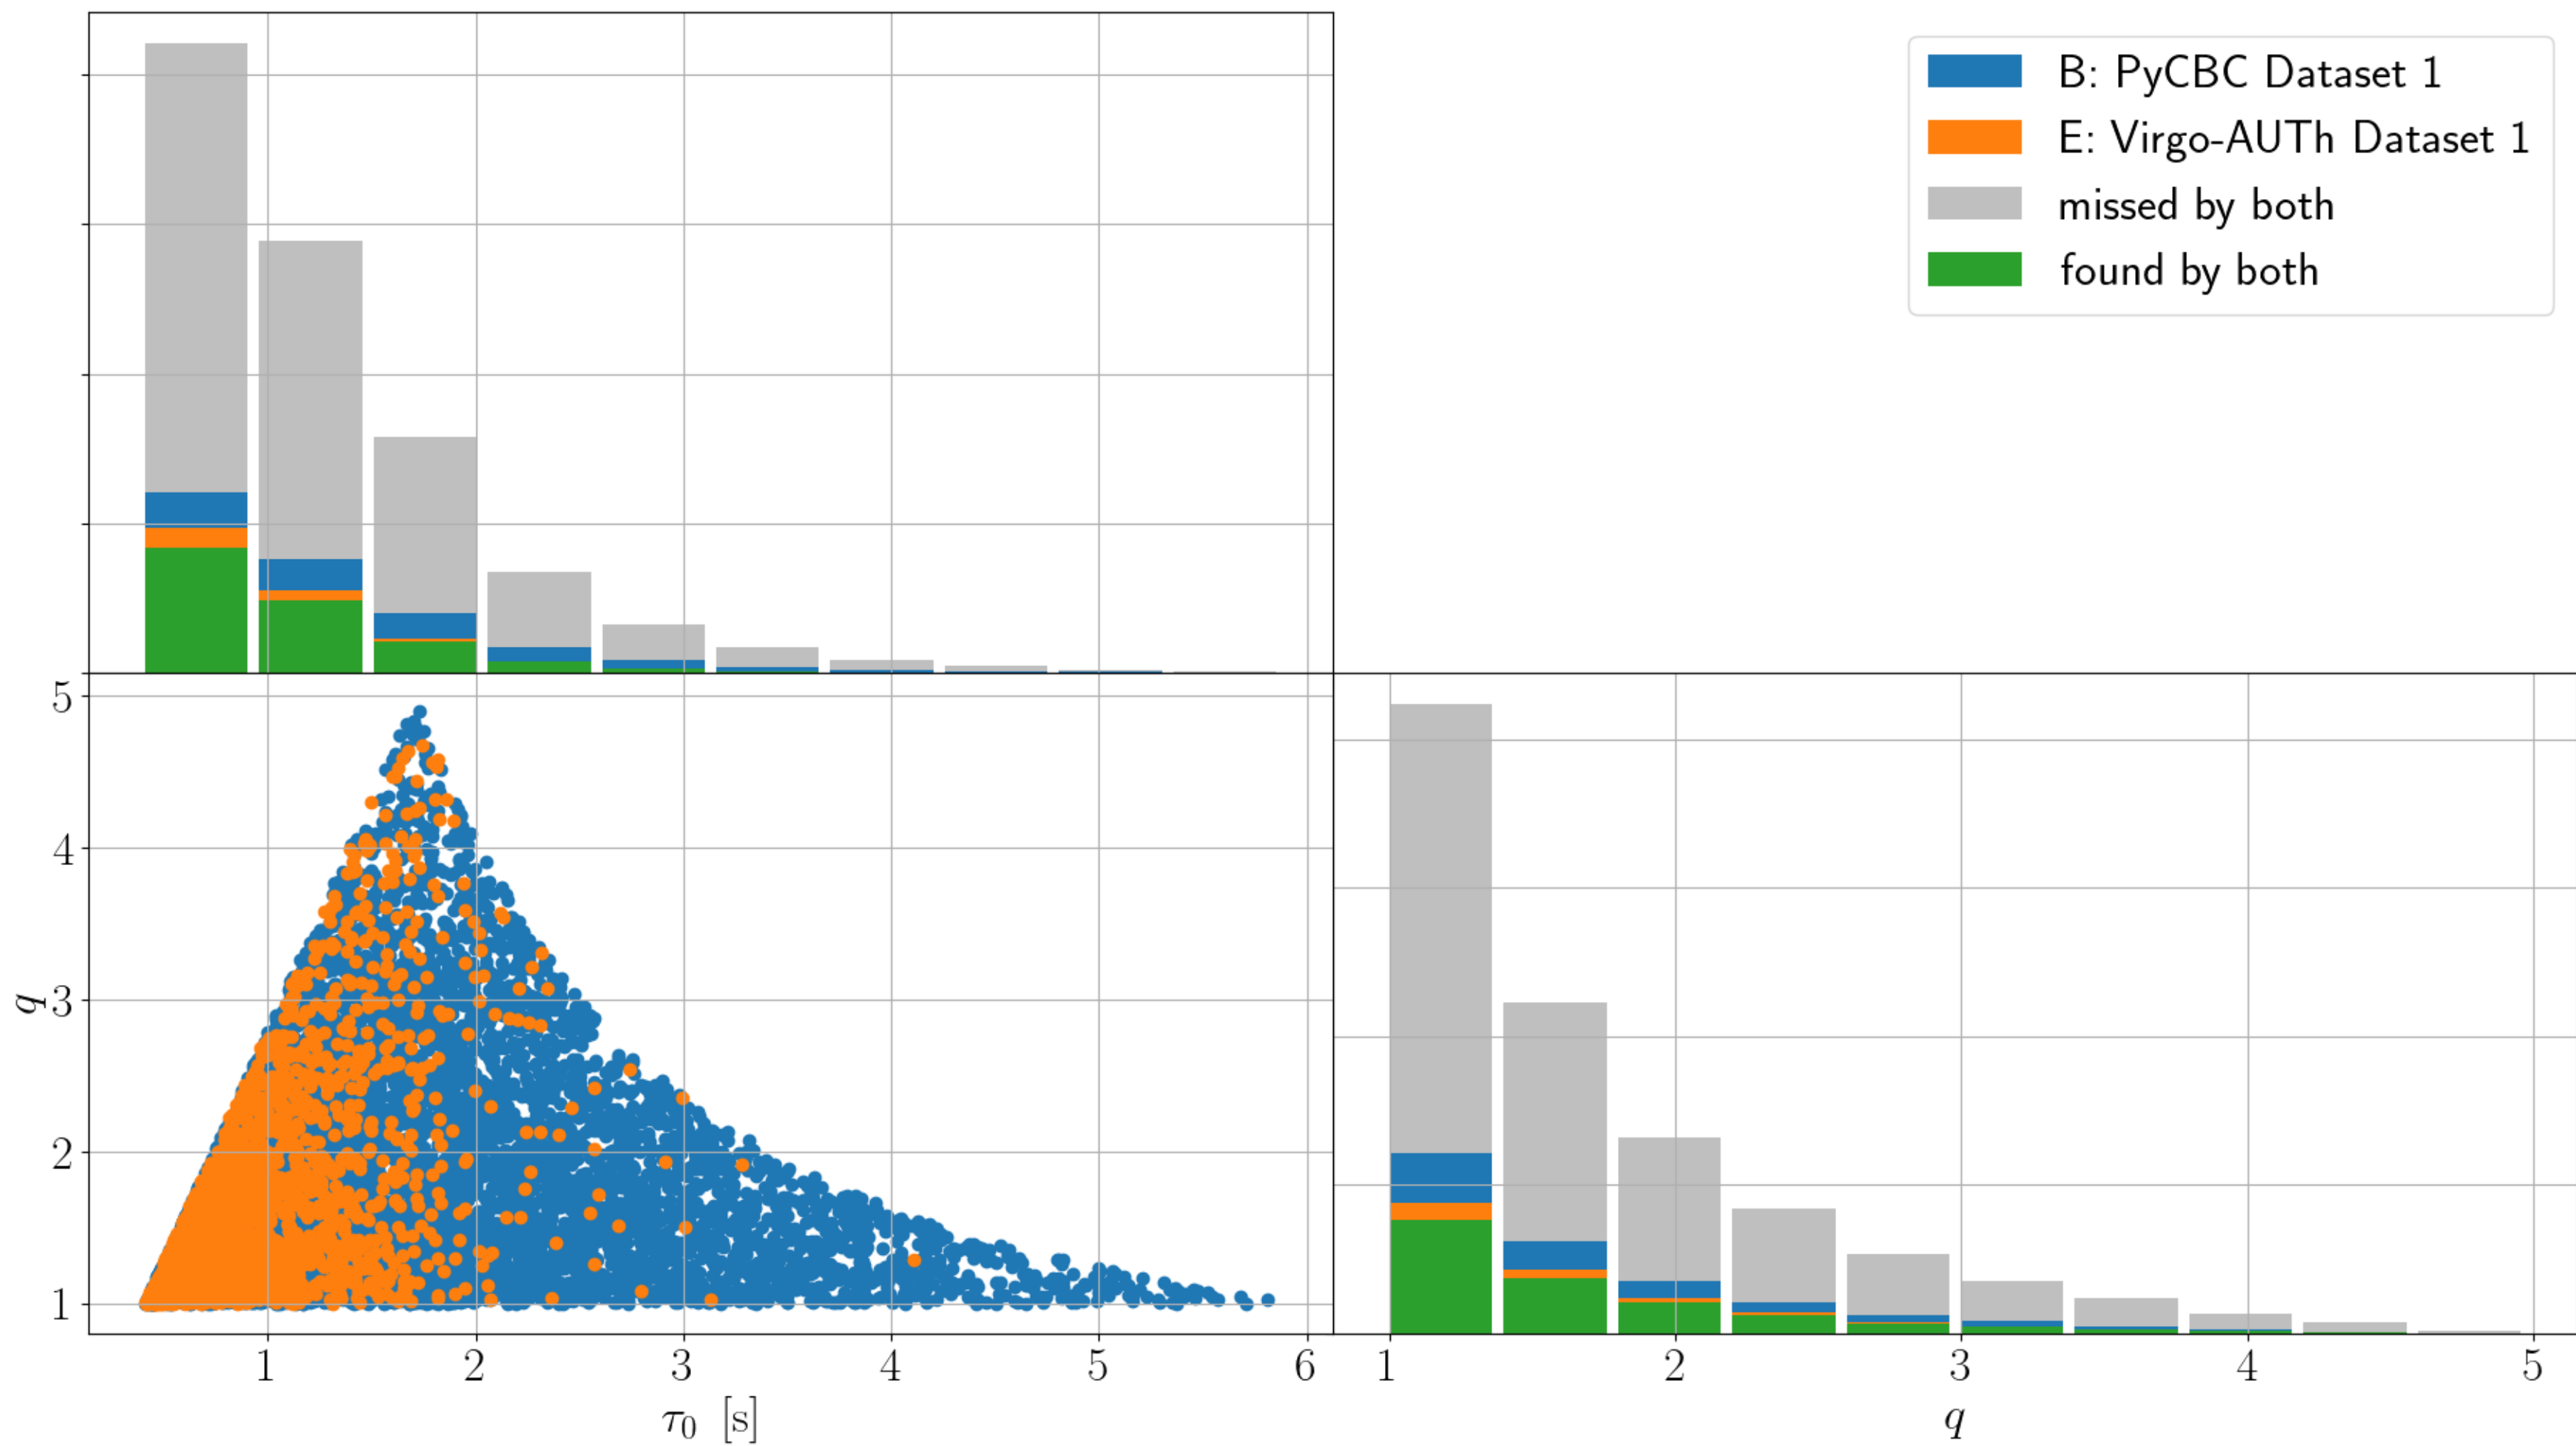 B: PyCBC Dataset 1
E: Virgo-AUTh Dataset 1
missed by both
found by both
5
4
3
2
1
q
1 2 3 4 5 6
τ₀ [s]
1 2 3 4 5
q